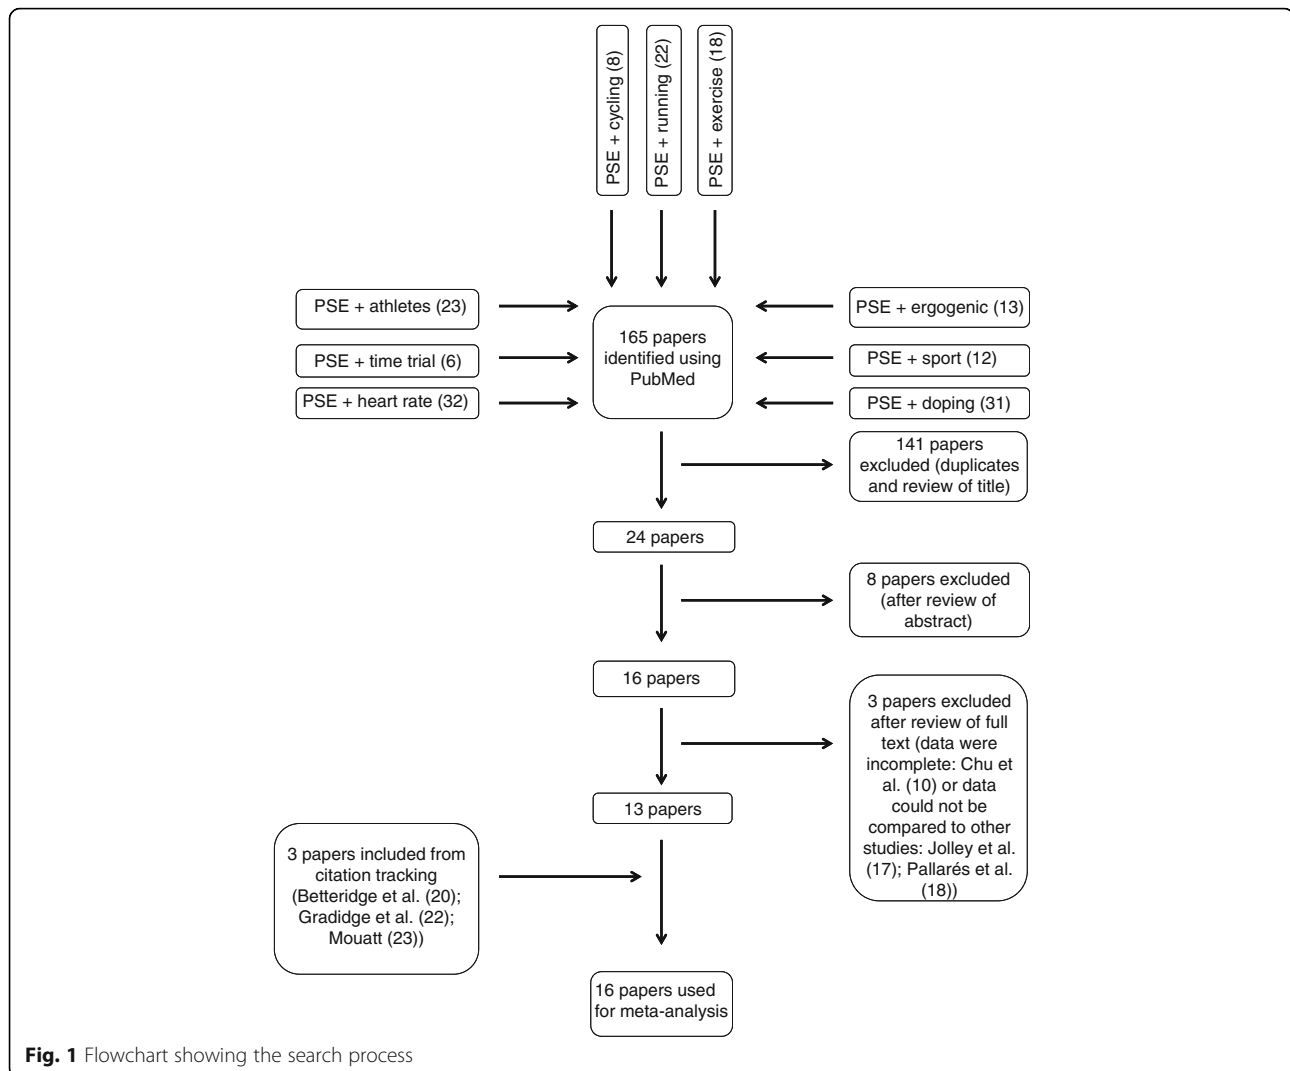 PSE + cycling (8)
PSE + running (22)
PSE + exercise (18)
PSE + athletes (23)
PSE + time trial (6)
PSE + heart rate (32)
165 papers
identified using
PubMed
PSE + ergogenic (13)
PSE + sport (12)
PSE + doping (31)
141 papers
excluded (duplicates
and review of title)
24 papers
8 papers excluded
(after review of
abstract)
16 papers
3 papers excluded
after review of full
text (data were
incomplete: Chu et
al. (10) or data
could not be
compared to other
studies: Jolley et al.
(17); Pallarés et al.
(18))
13 papers
3 papers included from
citation tracking
(Betteridge et al. (20);
Gradidge et al. (22);
Mouatt (23))
16 papers used
for meta-analysis
Fig. 1 Flowchart showing the search process